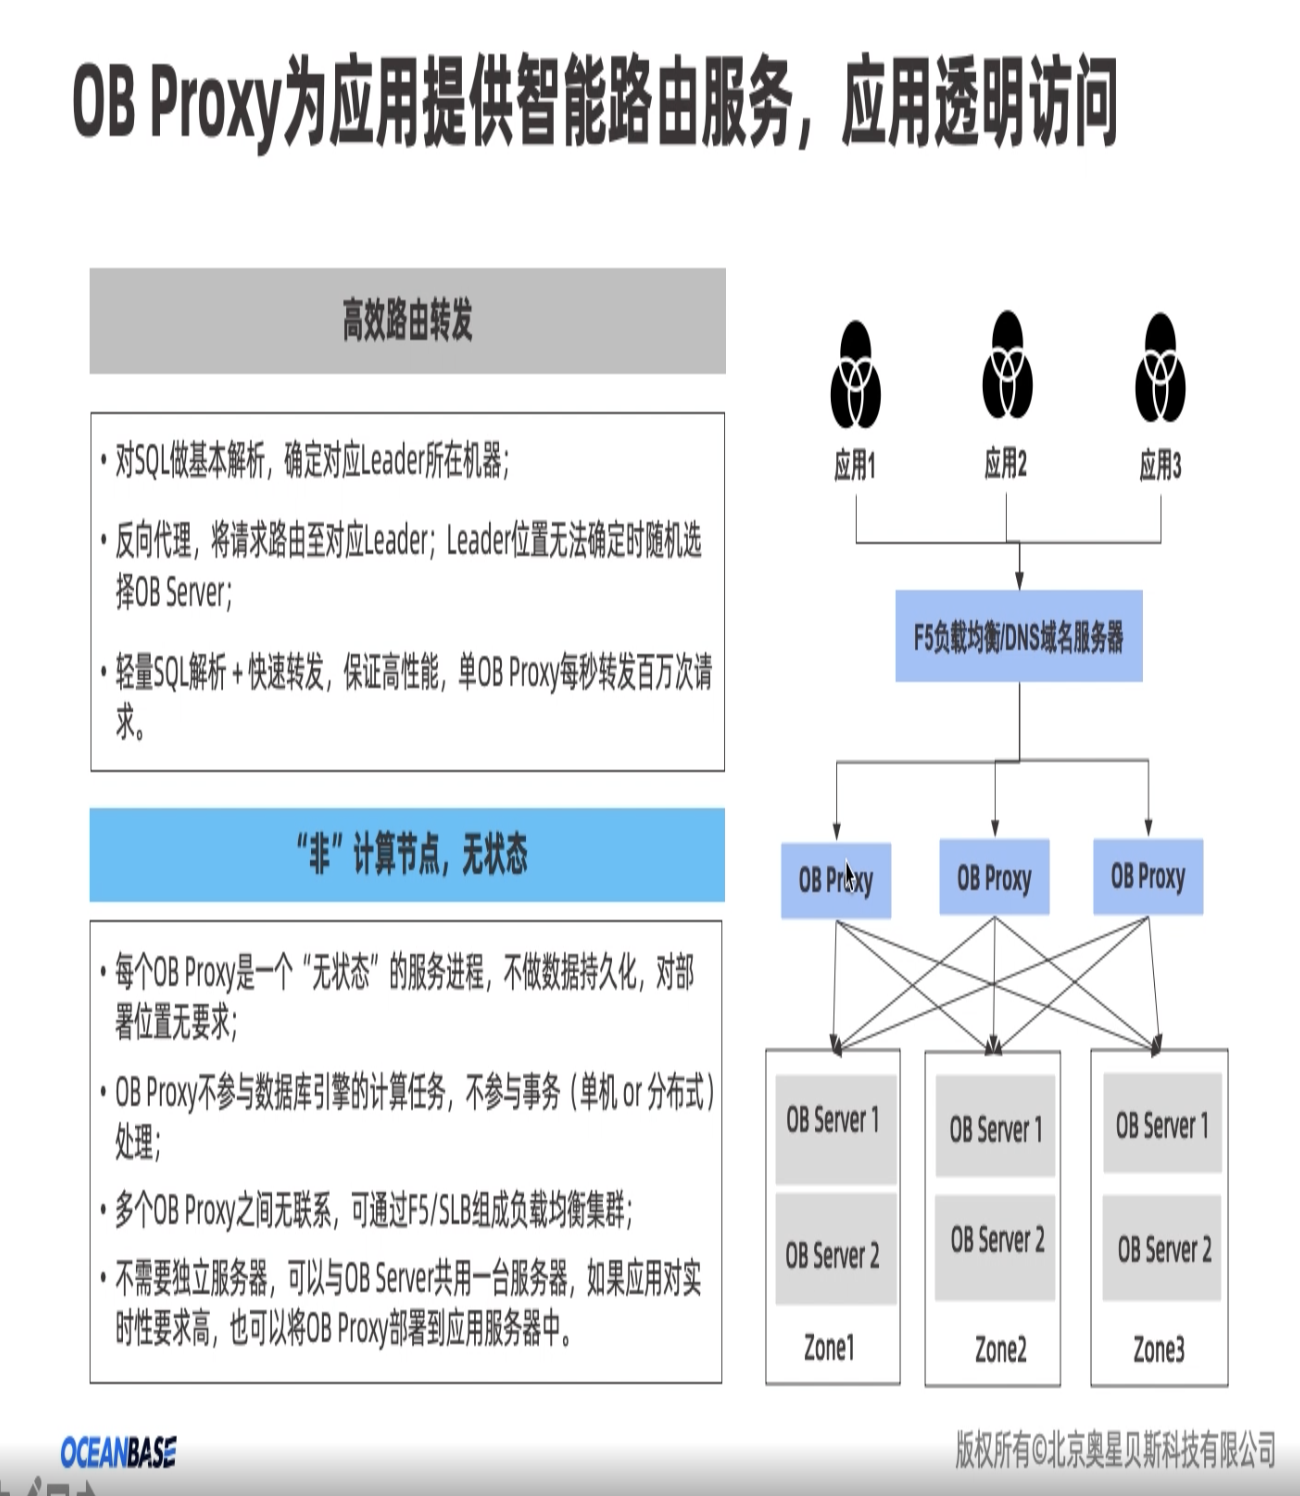 OB Proxy为应用提供智能路由服务，应用透明访问
高效路由转发
• 对SQL做基本解析，确定对应Leader所在机器；
• 反向代理，将请求路由至对应Leader；Leader位置无法确定时随机选
择OB Server；
• 轻量SQL解析 + 快速转发，保证高性能，单OB Proxy每秒转发百万次请
求。
“非”计算节点，无状态
• 每个OB Proxy是一个“无状态”的服务进程，不做数据持久化，对部
署位置无要求；
• OB Proxy不参与数据库引擎的计算任务，不参与事务（单机 or 分布式）
处理；
• 多个OB Proxy之间无联系，可通过F5/SLB组成负载均衡集群；
• 不需要独立服务器，可以与OB Server共用一台服务器，如果应用对实
时性要求高，也可以将OB Proxy部署到应用服务器中。
应用1
应用2
应用3
F5负载均衡/DNS域名服务器
OB Proxy
OB Proxy
OB Proxy
OB Server 1
OB Server 2
Zone1
OB Server 1
OB Server 2
Zone2
OB Server 1
OB Server 2
Zone3
OCEANBASE
版权所有©北京奥星贝斯科技有限公司